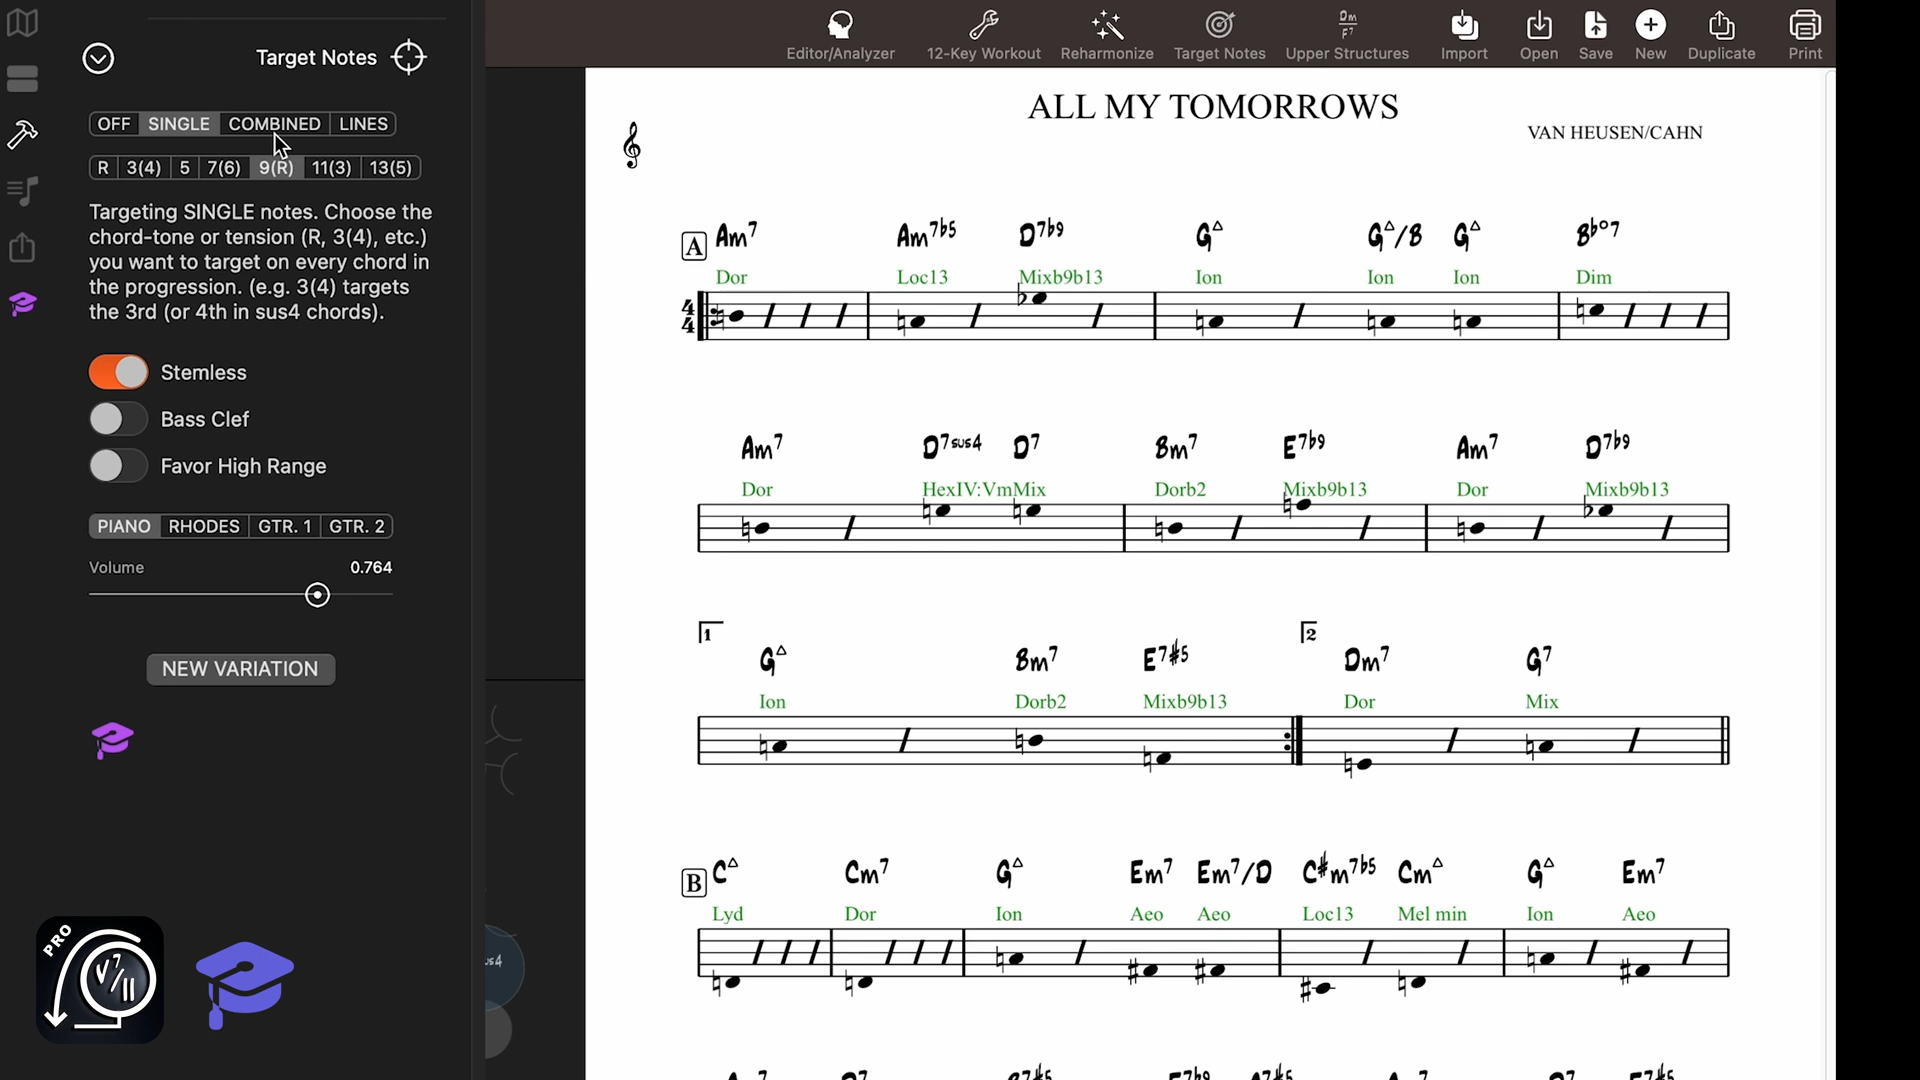 Target Notes
OFF SINGLE COMBINED LINES
R 3(4) 5 7(6) 9(R) 11(3) 13(5)
Targeting SINGLE notes. Choose the
chord-tone or tension (R, 3(4), etc.)
you want to target on every chord in
the progression. (e.g. 3(4) targets
the 3rd (or 4th in sus4 chords).
Stemless
Bass Clef
Favor High Range
PIANO RHODES GTR. 1 GTR. 2
Volume 0.764
NEW VARIATION
PRO
V7/II
sus4
Dm
F7
Editor/Analyzer 12-Key Workout Reharmonize Target Notes Upper Structures Import Open Save New Duplicate Print
ALL MY TOMORROWS
VAN HEUSEN/CAHN
A Am7 Am7b5 D7b9 G△ G△/B G△ Bb°7
Dor Loc13 Mixb9b13 Ion Ion Ion Dim
4
4
Am7 D7sus4 D7 Bm7 E7b9 Am7 D7b9
Dor HexIV:VmMix Dorb2 Mixb9b13 Dor Mixb9b13
1 2
G△ Bm7 E7#5 Dm7 G7
Ion Dorb2 Mixb9b13 Dor Mix
B C△ Cm7 G△ Em7 Em7/D C#m7b5 Cm△ G△ Em7
Lyd Dor Ion Aeo Aeo Loc13 Mel min Ion Aeo